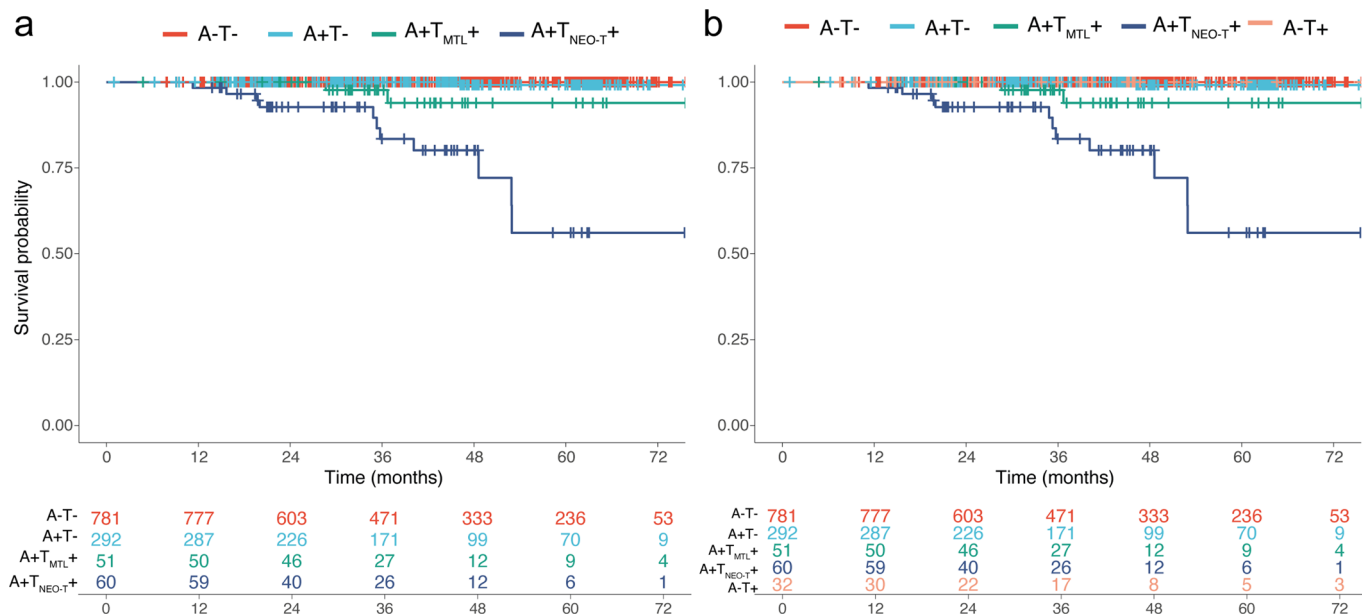 a
A-T- A+T- A+TMTL+ A+TNEO-T+
Survival probability
1.00
0.75
0.50
0.25
0.00
0 12 24 36 48 60 72
Time (months)
A-T- 781 777 603 471 333 236 53
A+T- 292 287 226 171 99 70 9
A+TMTL+ 51 50 46 27 12 9 4
A+TNEO-T+ 60 59 40 26 12 6 1
0 12 24 36 48 60 72
b
A-T- A+T- A+TMTL+ A+TNEO-T+ A-T+
1.00
0.75
0.50
0.25
0.00
0 12 24 36 48 60 72
Time (months)
A-T- 781 777 603 471 333 236 53
A+T- 292 287 226 171 99 70 9
A+TMTL+ 51 50 46 27 12 9 4
A+TNEO-T+ 60 59 40 26 12 6 1
A-T+ 32 30 22 17 8 5 3
0 12 24 36 48 60 72